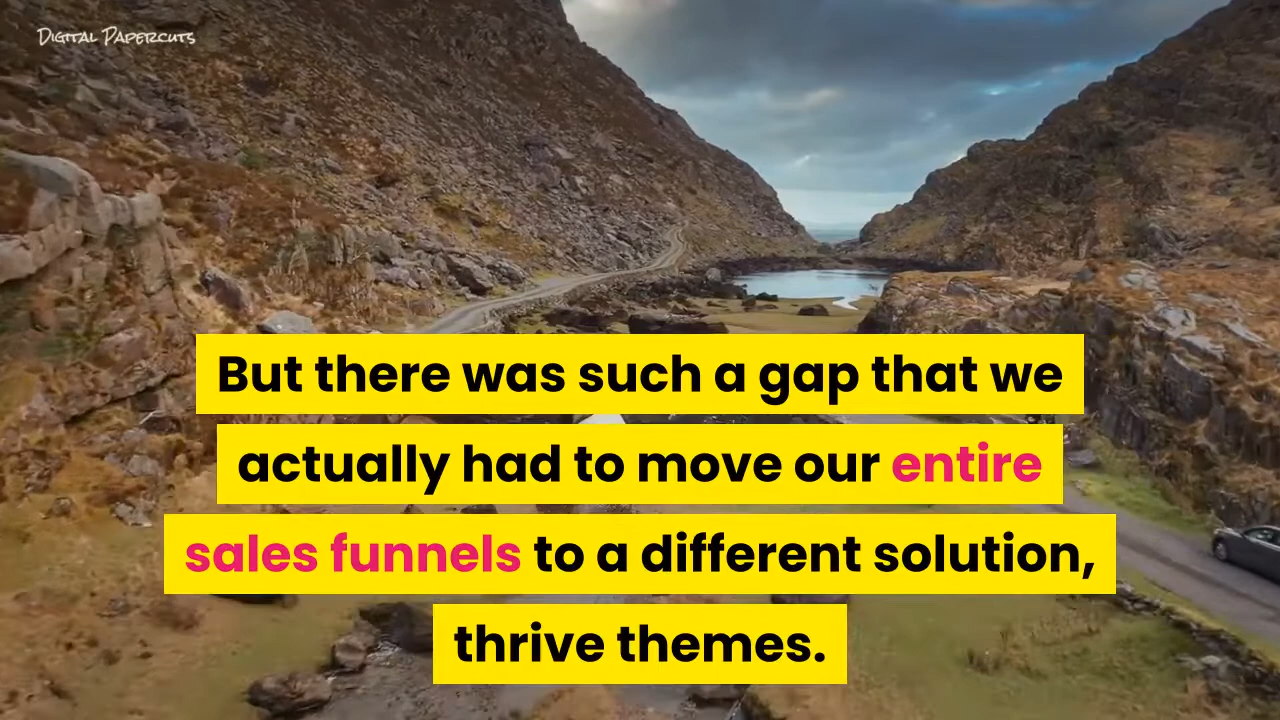 Digital Papercuts
But there was such a gap that we
actually had to move our entire
sales funnels to a different solution,
thrive themes.